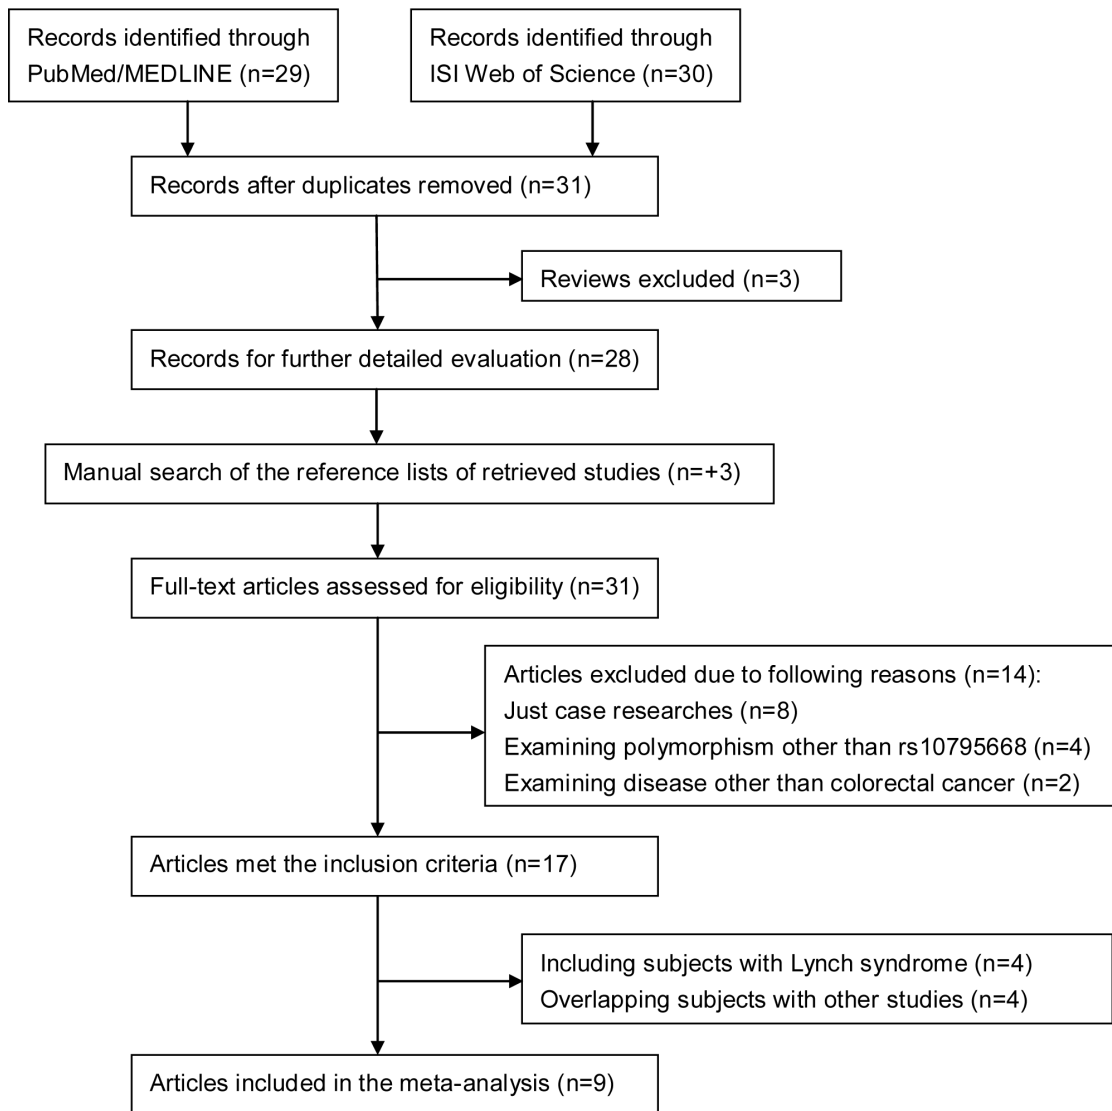 Records identified through
PubMed/MEDLINE (n=29)
Records identified through
ISI Web of Science (n=30)
Records after duplicates removed (n=31)
Reviews excluded (n=3)
Records for further detailed evaluation (n=28)
Manual search of the reference lists of retrieved studies (n=+3)
Full-text articles assessed for eligibility (n=31)
Articles excluded due to following reasons (n=14):
Just case researches (n=8)
Examining polymorphism other than rs10795668 (n=4)
Examining disease other than colorectal cancer (n=2)
Articles met the inclusion criteria (n=17)
Including subjects with Lynch syndrome (n=4)
Overlapping subjects with other studies (n=4)
Articles included in the meta-analysis (n=9)